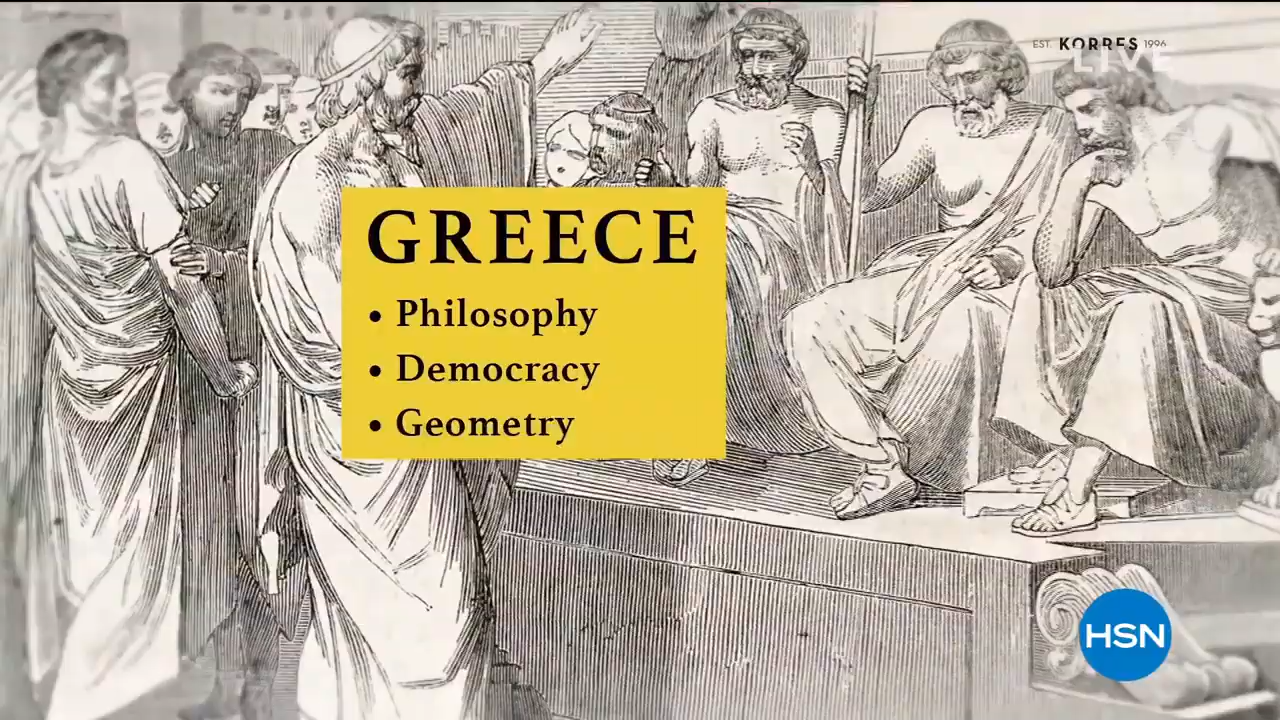 EST. KORRES 1996
LIVE
GREECE
• Philosophy
• Democracy
• Geometry
HSN